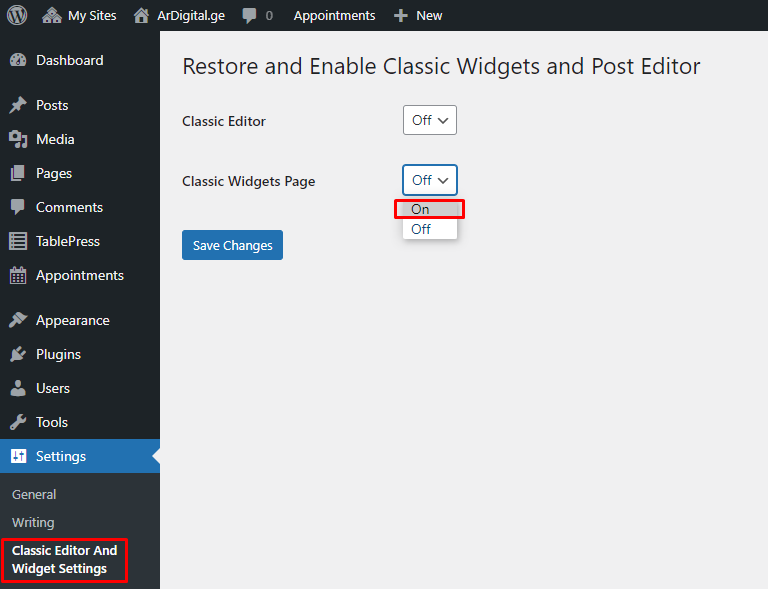 My Sites ArDigital.ge 0 Appointments New
Dashboard
Posts
Media
Pages
Comments
TablePress
Appointments
Appearance
Plugins
Users
Tools
Settings
General
Writing
Classic Editor And
Widget Settings
Restore and Enable Classic Widgets and Post Editor
Classic Editor Off
Classic Widgets Page Off
On
Off
Save Changes